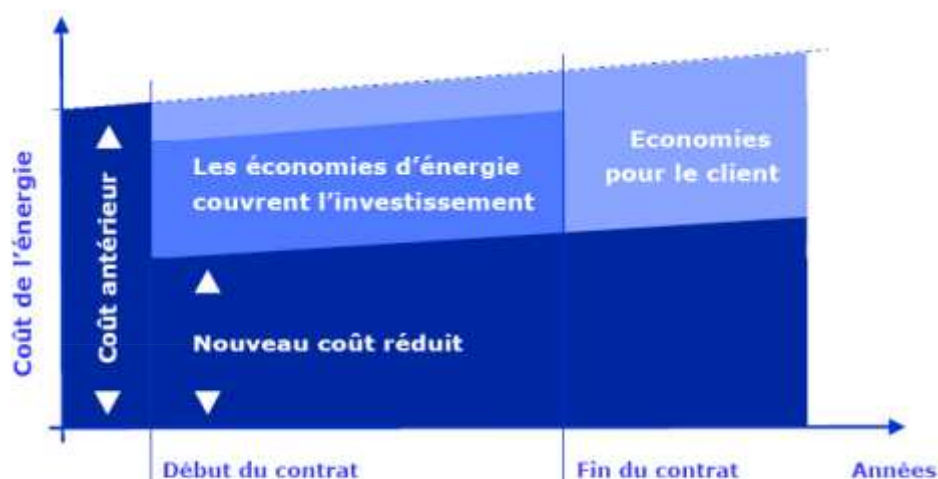 Coût de l’énergie
Coût antérieur
Les économies d’énergie
couvrent l’investissement
Economies
pour le client
Nouveau coût réduit
Début du contrat
Fin du contrat
Années